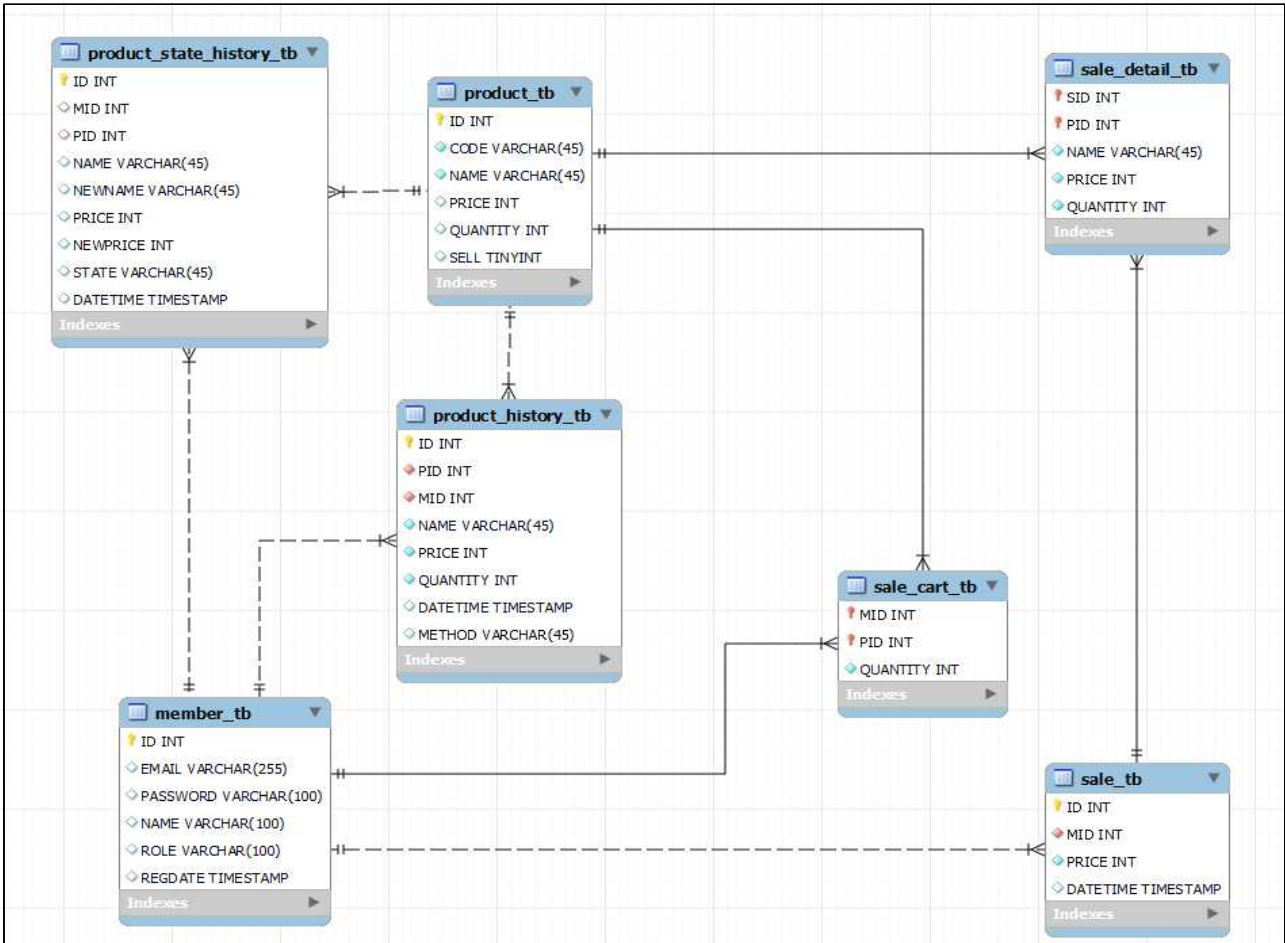 product_state_history_tb
ID INT
MID INT
PID INT
NAME VARCHAR(45)
NEWNAME VARCHAR(45)
PRICE INT
NEWPRICE INT
STATE VARCHAR(45)
DATETIME TIMESTAMP
Indexes
product_tb
ID INT
CODE VARCHAR(45)
NAME VARCHAR(45)
PRICE INT
QUANTITY INT
SELL TINYINT
Indexes
sale_detail_tb
SID INT
PID INT
NAME VARCHAR(45)
PRICE INT
QUANTITY INT
Indexes
product_history_tb
ID INT
PID INT
MID INT
NAME VARCHAR(45)
PRICE INT
QUANTITY INT
DATETIME TIMESTAMP
METHOD VARCHAR(45)
Indexes
sale_cart_tb
MID INT
PID INT
QUANTITY INT
Indexes
member_tb
ID INT
EMAIL VARCHAR(255)
PASSWORD VARCHAR(100)
NAME VARCHAR(100)
ROLE VARCHAR(100)
REGDATE TIMESTAMP
Indexes
sale_tb
ID INT
MID INT
PRICE INT
DATETIME TIMESTAMP
Indexes